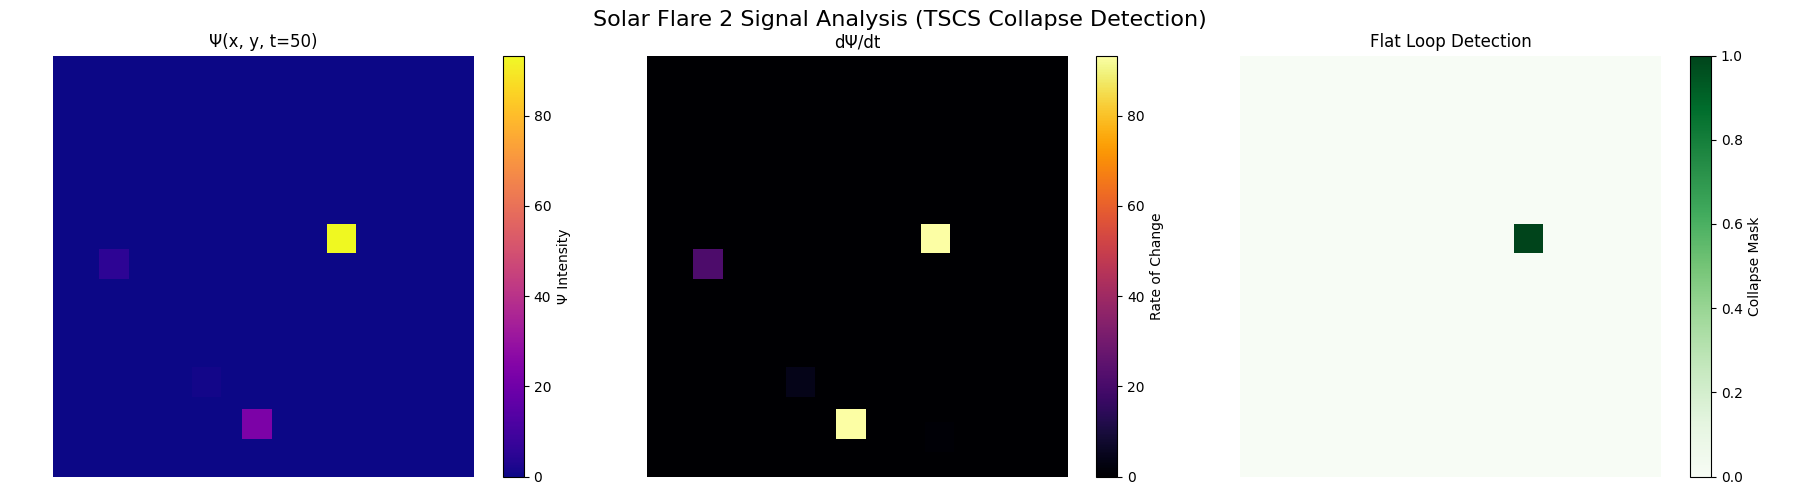 Solar Flare 2 Signal Analysis (TSCS Collapse Detection)
Ψ(x, y, t=50)
80
60
40
20
0
Ψ Intensity
dΨ/dt
80
60
40
20
0
Rate of Change
Flat Loop Detection
1.0
0.8
0.6
0.4
0.2
0.0
Collapse Mask